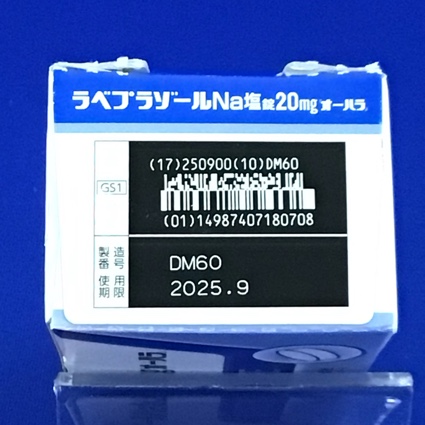 ラベプラゾールNa塩錠20mgオーハラ
(17)250900(10)DM60
GS1
(01)14987407180708
製造番号 DM60
使用期限 2025.9